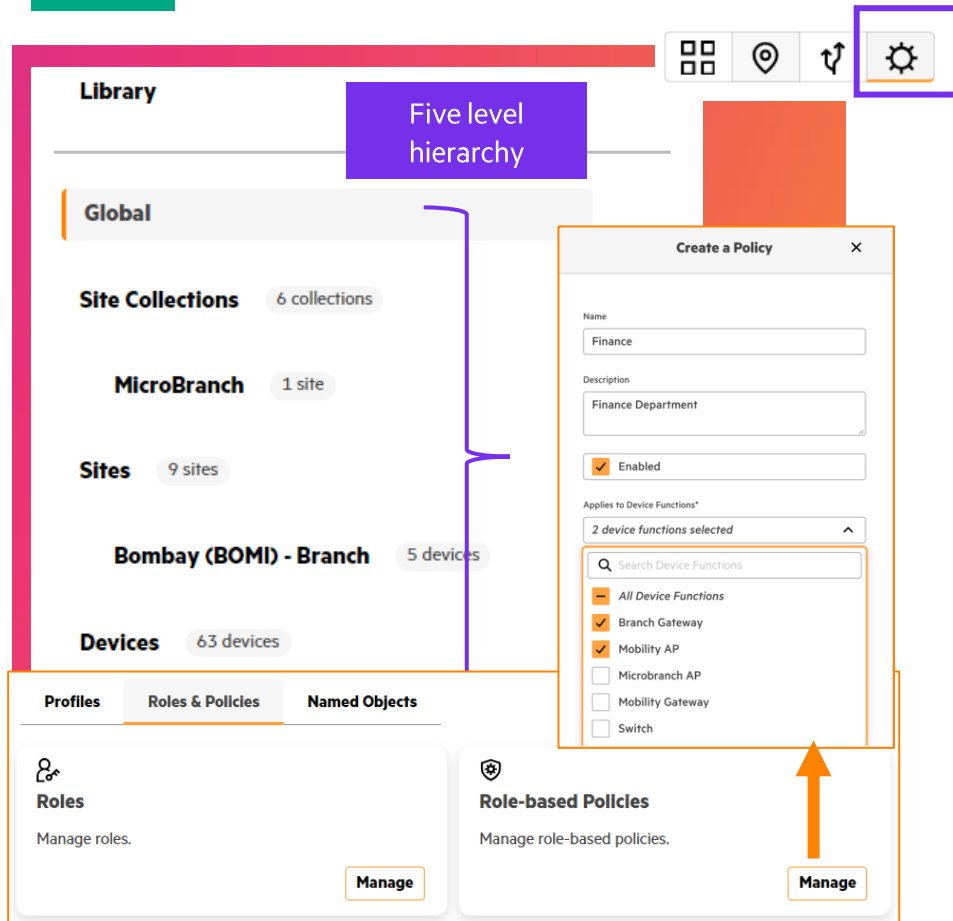 Library
Five level
hierarchy
Global
Site Collections 6 collections
MicroBranch 1 site
Sites 9 sites
Bombay (BOMI) - Branch 5 devices
Devices 63 devices
Create a Policy
Name
Finance
Description
Finance Department
Enabled
Applies to Device Functions*
2 device functions selected
Search Device Functions
All Device Functions
Branch Gateway
Mobility AP
Microbranch AP
Mobility Gateway
Switch
Profiles Roles & Policies Named Objects
Roles
Manage roles.
Manage
Role-based Policies
Manage role-based policies.
Manage